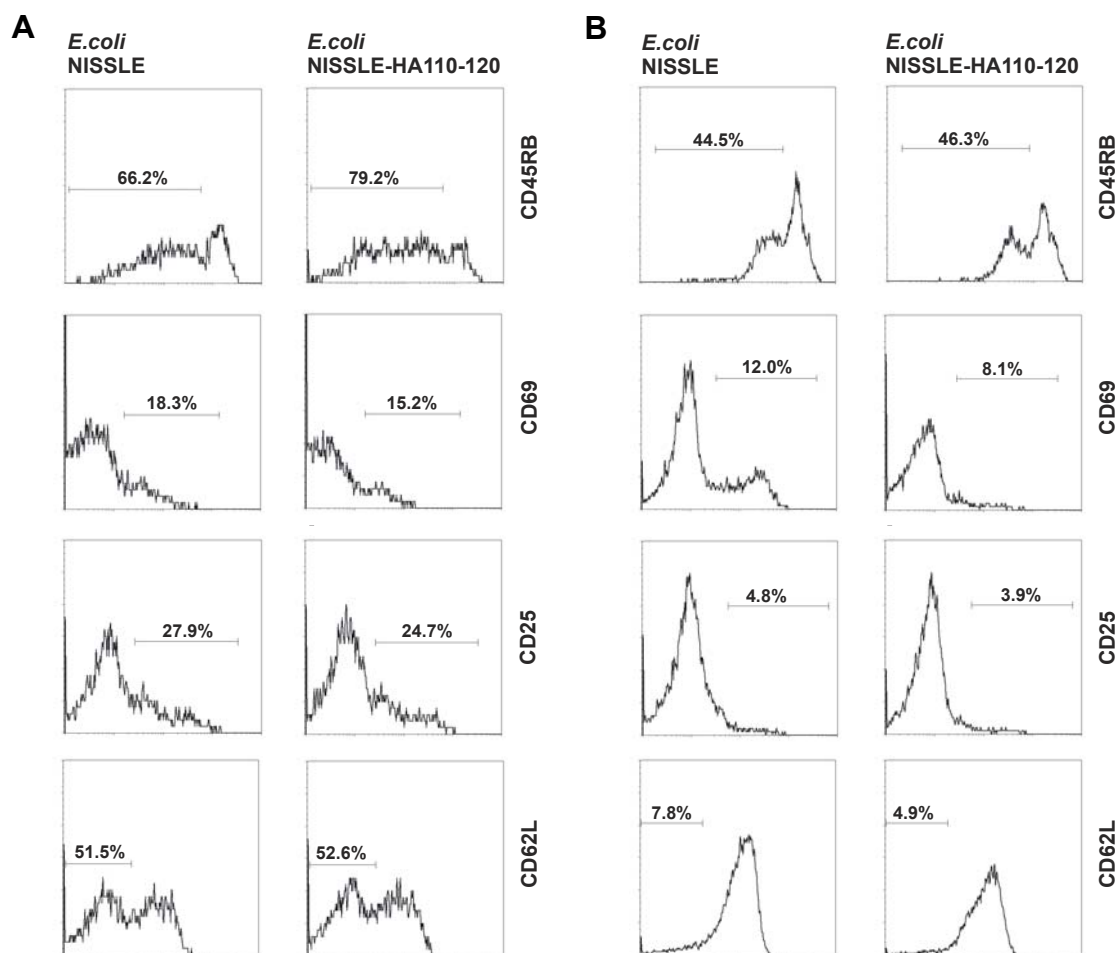 A
E.coli
NISSLE
E.coli
NISSLE-HA110-120
66.2%
79.2%
CD45RB
18.3%
15.2%
CD69
27.9%
24.7%
CD25
51.5%
52.6%
CD62L
B
E.coli
NISSLE
E.coli
NISSLE-HA110-120
44.5%
46.3%
CD45RB
12.0%
8.1%
CD69
4.8%
3.9%
CD25
7.8%
4.9%
CD62L